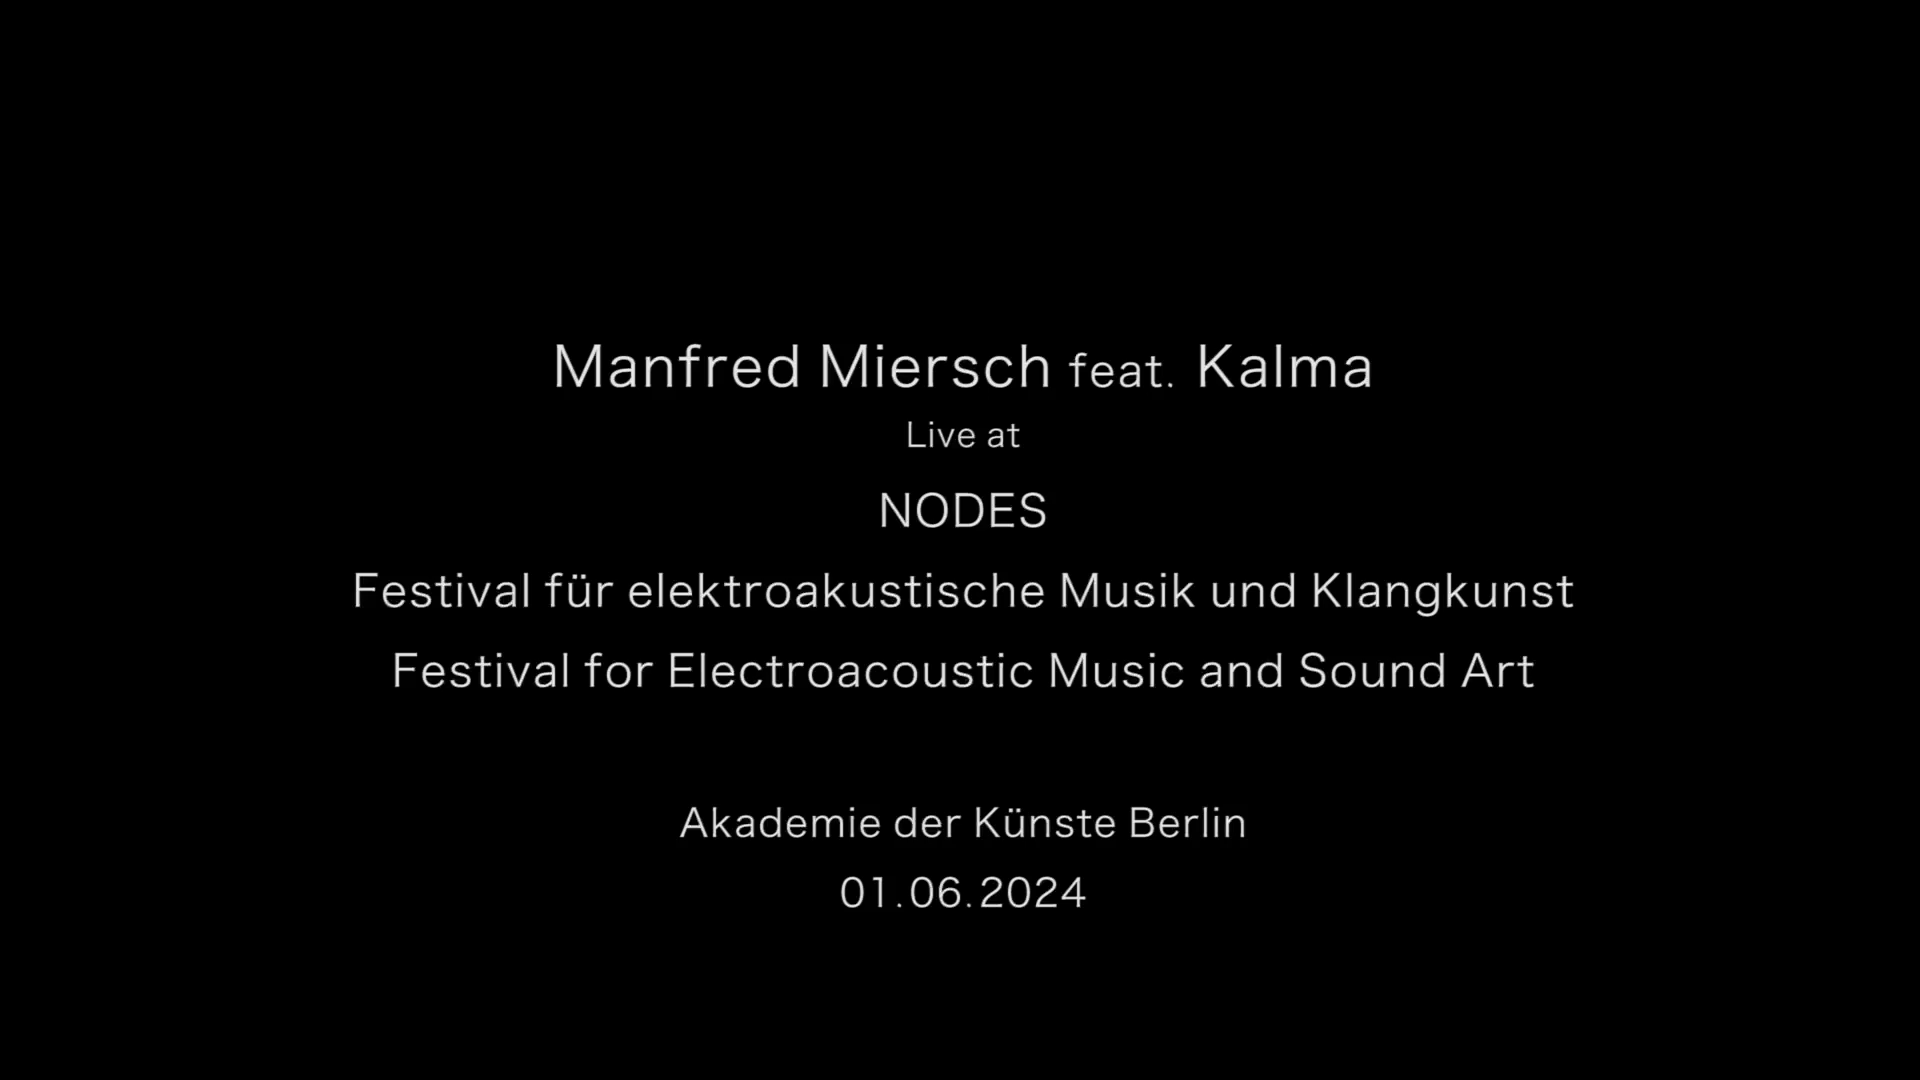 Manfred Miersch feat. Kalma
Live at
NODES
Festival für elektroakustische Musik und Klangkunst
Festival for Electroacoustic Music and Sound Art
Akademie der Künste Berlin
01.06.2024